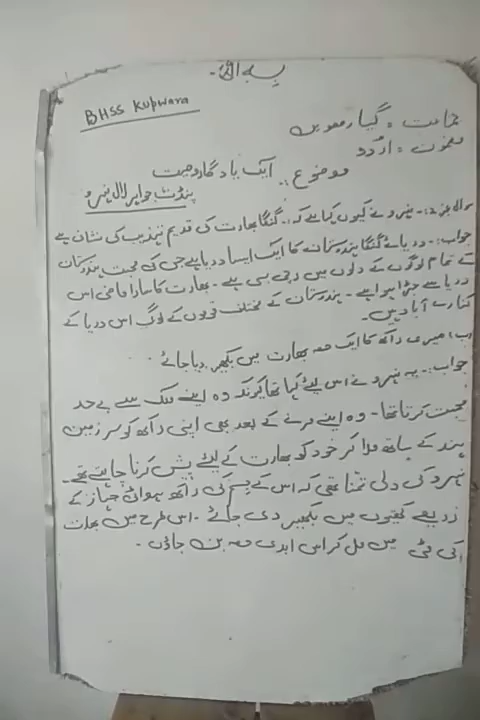 بسم اللہ۔
BHSS Kupwara
جماعت = گیارھویں
مضمون = اردو
موضوع :۔ ایک یادگار وصیت
پنڈت جواہر لال نہرو
سوال نمبر 2:۔ نہرو نے کیوں کہا ہے کہ :۔ گنگا بھارت کی قدیم تہذیب کی نشان ہے
جواب:۔ دریائے گنگا ہندوستان کا ایک ایسا دریا ہے جس کی محبت ہندوستان
کے تمام لوگوں کے دلوں میں رچی بسی ہے۔ بھارت کا سارا ماضی اس
دریا سے جڑا ہوا ہے۔ ہندوستان کے مختلف قوموں کے لوگ اس دریا کے
کنارے آباد ہیں۔
ب: میری راکھ کا ایک حصہ بھارت میں بکھیر دیا جائے
جواب:۔ یہ نہرو نے اس لیے کہا تھا کیونکہ وہ اپنے ملک سے بے حد
محبت کرتا تھا۔ وہ اپنے مرنے کے بعد بھی اپنی راکھ کو سرزمین
ہند کے ساتھ ملا کر خود کو بھارت کے لیئے پیش کرنا چاہتے تھے۔
نہرو کی دلی تمنا تھی کہ اس کے جسم کی راکھ ہوائی جہاز کے
ذریعے کھیتوں میں بکھیر دی جائے۔ اس طرح میں بھارت
کی مٹی میں مل کر اس ابدی حصہ بن جاؤں۔